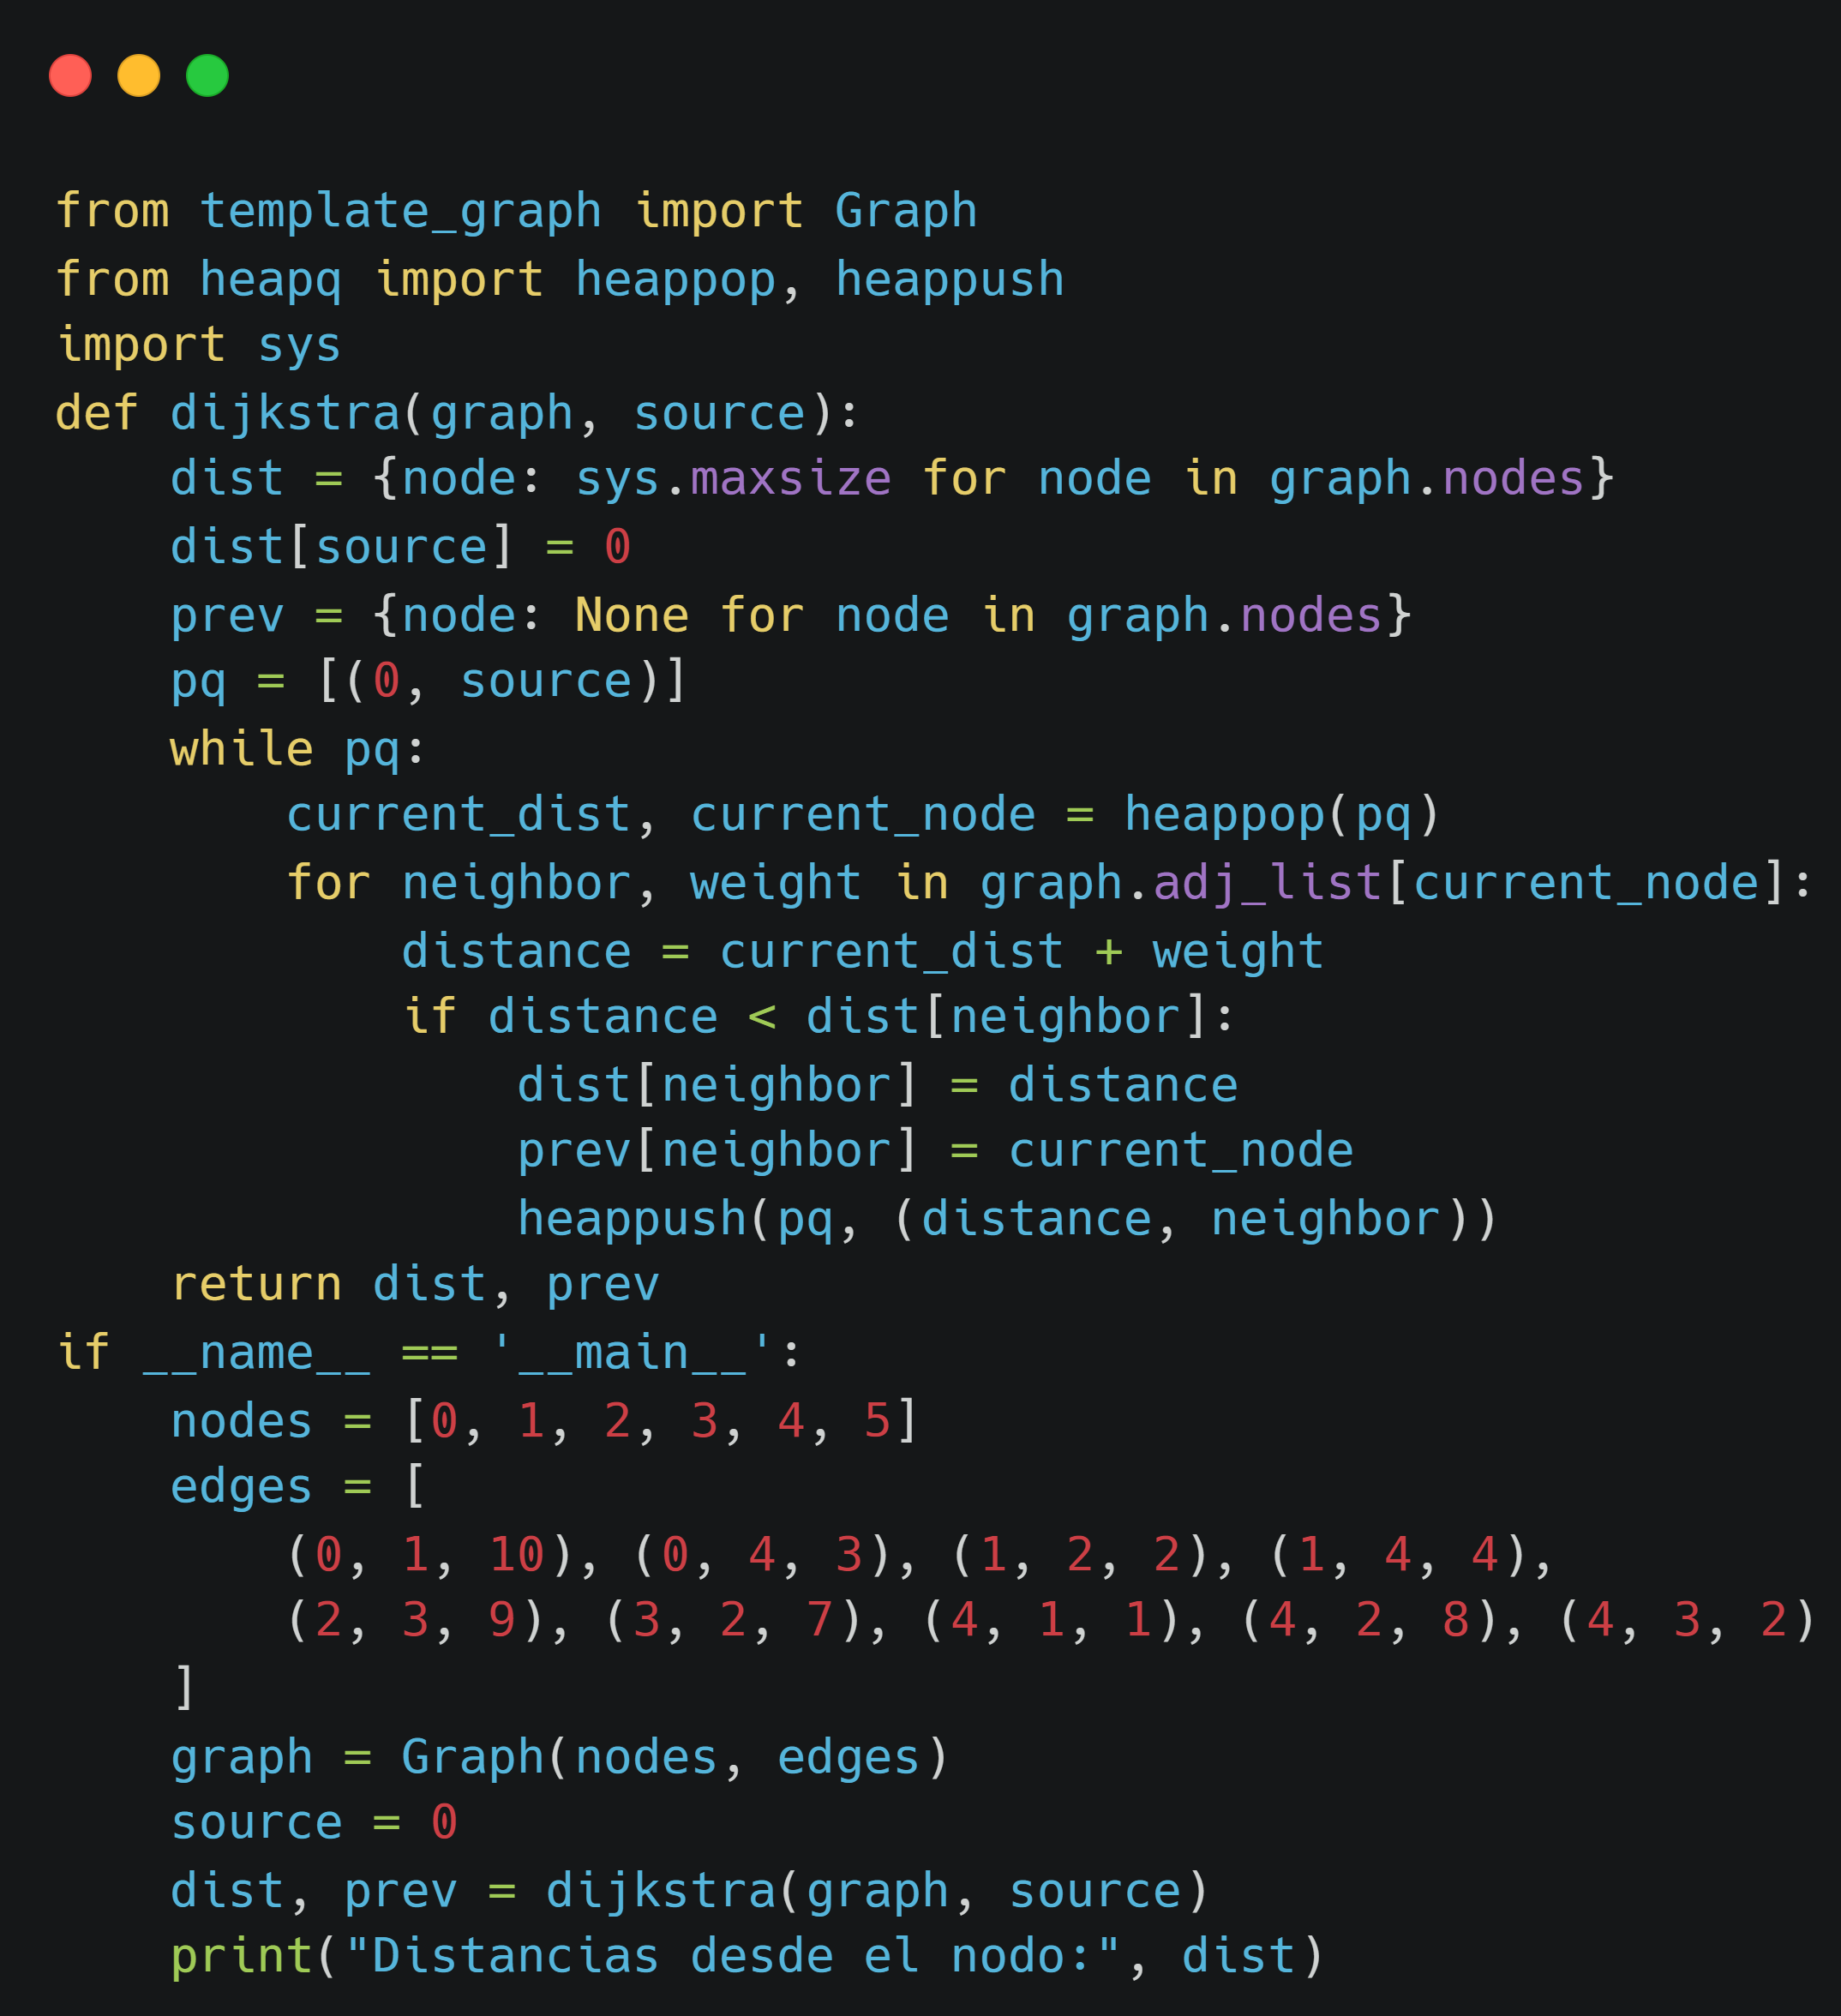 from template_graph import Graph
from heapq import heappop, heappush
import sys
def dijkstra(graph, source):
    dist = {node: sys.maxsize for node in graph.nodes}
    dist[source] = 0
    prev = {node: None for node in graph.nodes}
    pq = [(0, source)]
    while pq:
        current_dist, current_node = heappop(pq)
        for neighbor, weight in graph.adj_list[current_node]:
            distance = current_dist + weight
            if distance < dist[neighbor]:
                dist[neighbor] = distance
                prev[neighbor] = current_node
                heappush(pq, (distance, neighbor))
    return dist, prev
if __name__ == '__main__':
    nodes = [0, 1, 2, 3, 4, 5]
    edges = [
        (0, 1, 10), (0, 4, 3), (1, 2, 2), (1, 4, 4),
        (2, 3, 9), (3, 2, 7), (4, 1, 1), (4, 2, 8), (4, 3, 2)
    ]
    graph = Graph(nodes, edges)
    source = 0
    dist, prev = dijkstra(graph, source)
    print("Distancias desde el nodo:", dist)